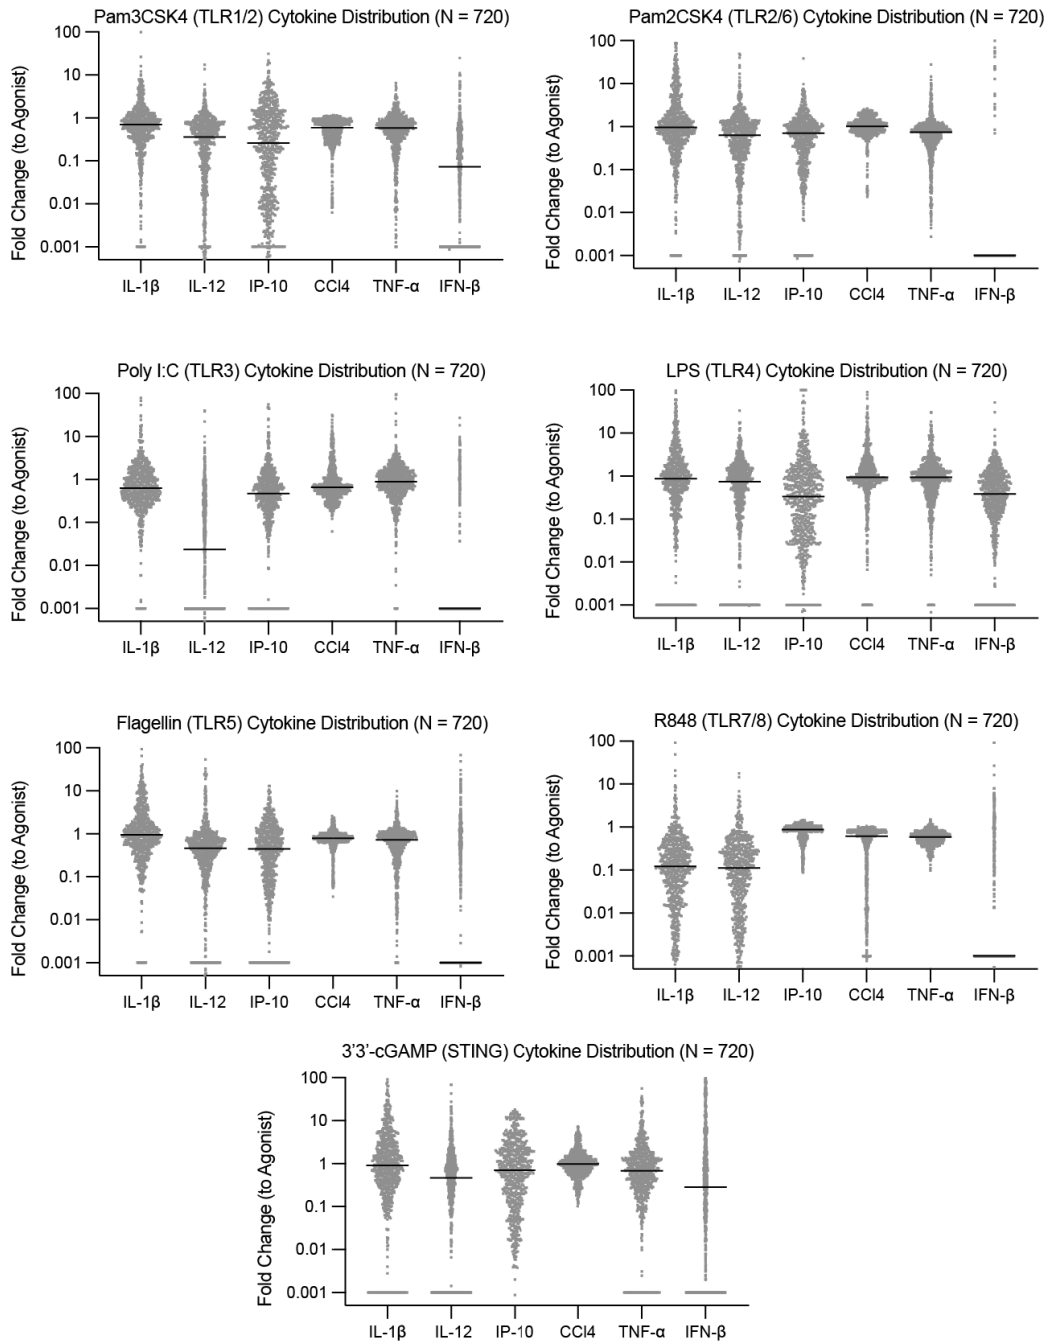 Pam3CSK4 (TLR1/2) Cytokine Distribution (N = 720)
Fold Change (to Agonist)
100
10
1
0.1
0.01
0.001
IL-1β IL-12 IP-10 CCl4 TNF-α IFN-β
Pam2CSK4 (TLR2/6) Cytokine Distribution (N = 720)
Fold Change (to Agonist)
100
10
1
0.1
0.01
0.001
IL-1β IL-12 IP-10 CCl4 TNF-α IFN-β
Poly I:C (TLR3) Cytokine Distribution (N = 720)
Fold Change (to Agonist)
100
10
1
0.1
0.01
0.001
IL-1β IL-12 IP-10 CCl4 TNF-α IFN-β
LPS (TLR4) Cytokine Distribution (N = 720)
Fold Change (to Agonist)
100
10
1
0.1
0.01
0.001
IL-1β IL-12 IP-10 CCl4 TNF-α IFN-β
Flagellin (TLR5) Cytokine Distribution (N = 720)
Fold Change (to Agonist)
100
10
1
0.1
0.01
0.001
IL-1β IL-12 IP-10 CCl4 TNF-α IFN-β
R848 (TLR7/8) Cytokine Distribution (N = 720)
Fold Change (to Agonist)
100
10
1
0.1
0.01
0.001
IL-1β IL-12 IP-10 CCl4 TNF-α IFN-β
3'3'-cGAMP (STING) Cytokine Distribution (N = 720)
Fold Change (to Agonist)
100
10
1
0.1
0.01
0.001
IL-1β IL-12 IP-10 CCl4 TNF-α IFN-β